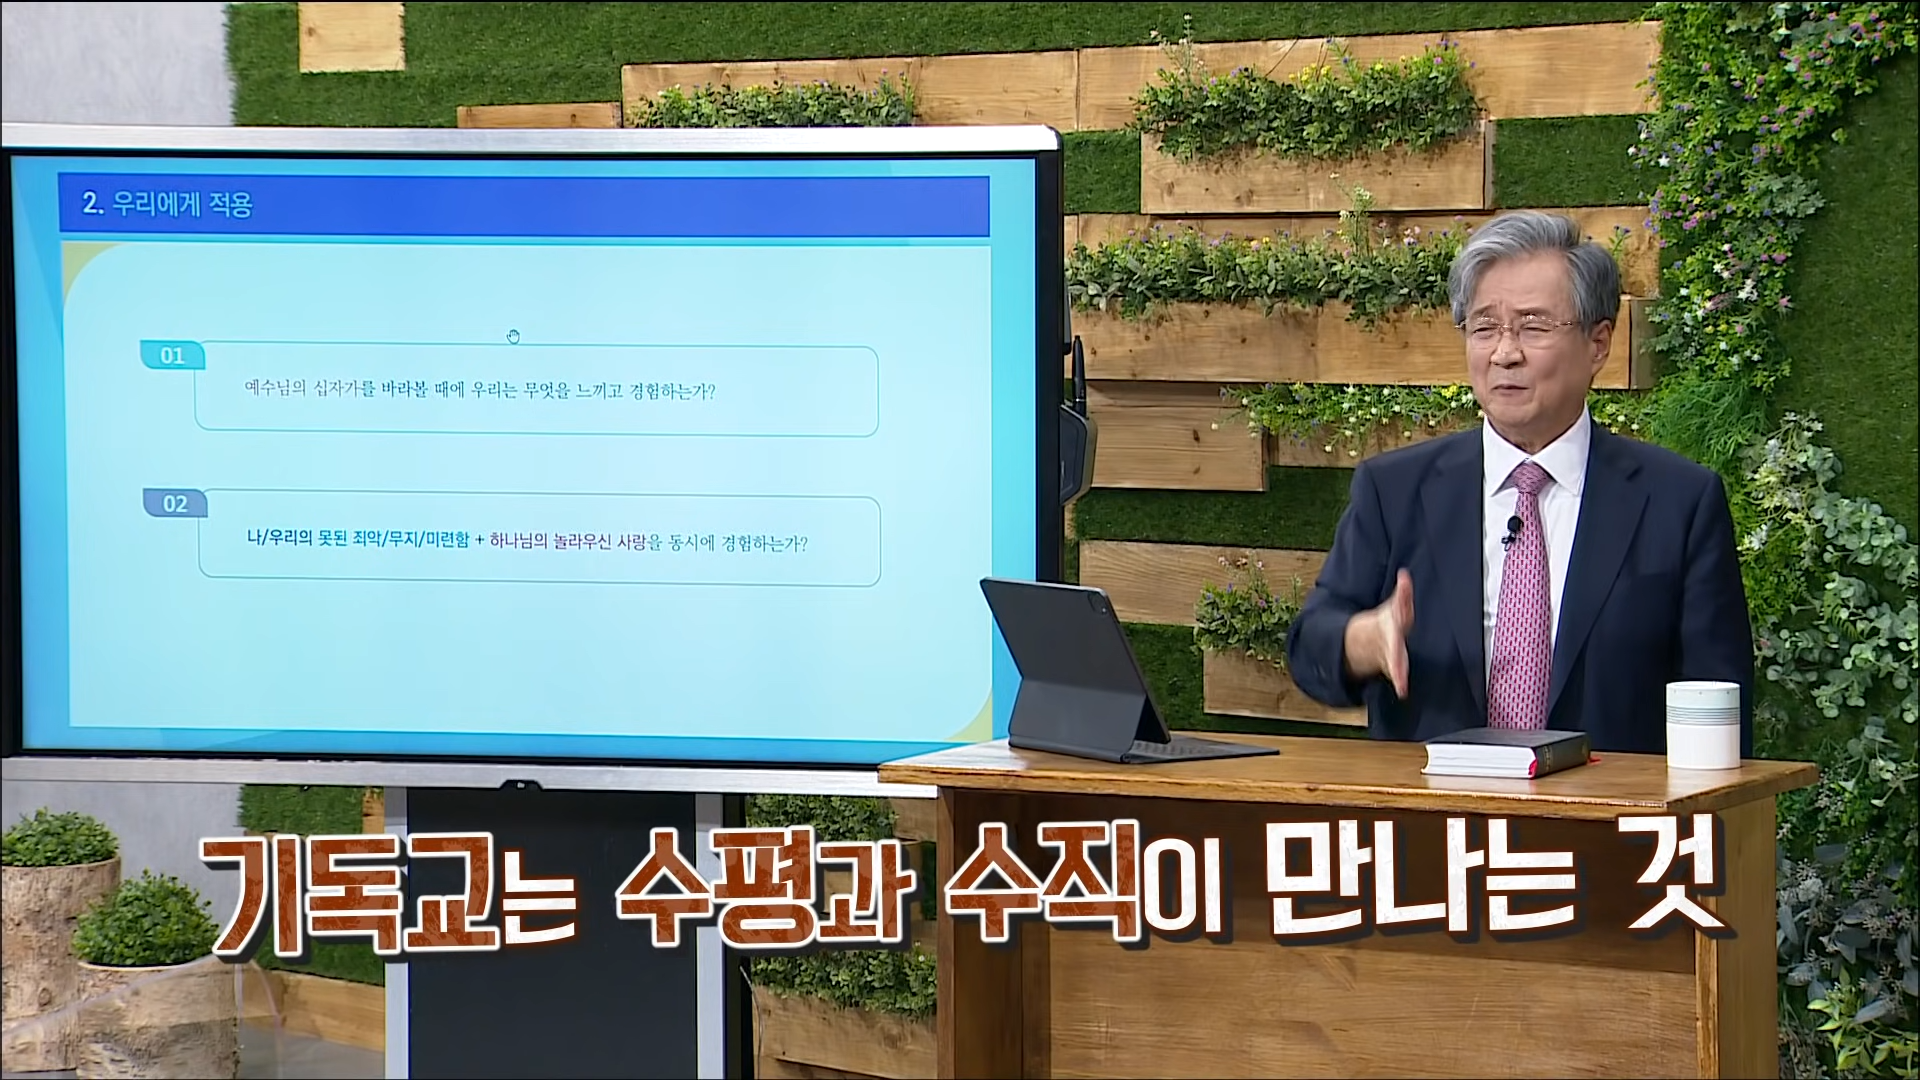 2. 우리에게 적용
01
예수님의 십자가를 바라볼 때에 우리는 무엇을 느끼고 경험하는가?
02
나/우리의 못된 죄악/무지/미련함 + 하나님의 놀라우신 사랑을 동시에 경험하는가?
기독교는 수평과 수직이 만나는 것